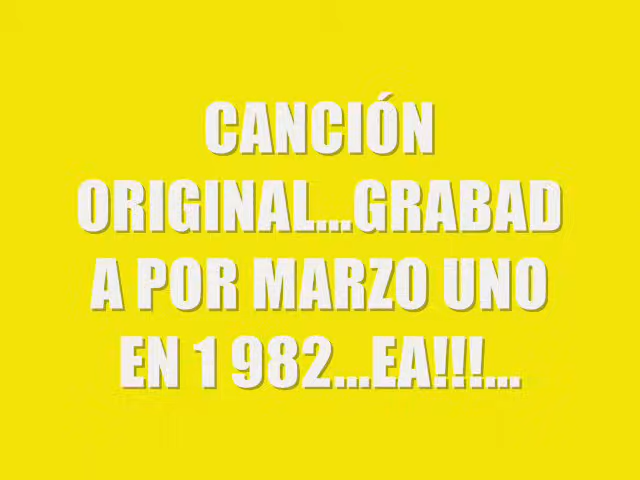 CANCIÓN
ORIGINAL...GRABAD
A POR MARZO UNO
EN 1 982...EA!!!...